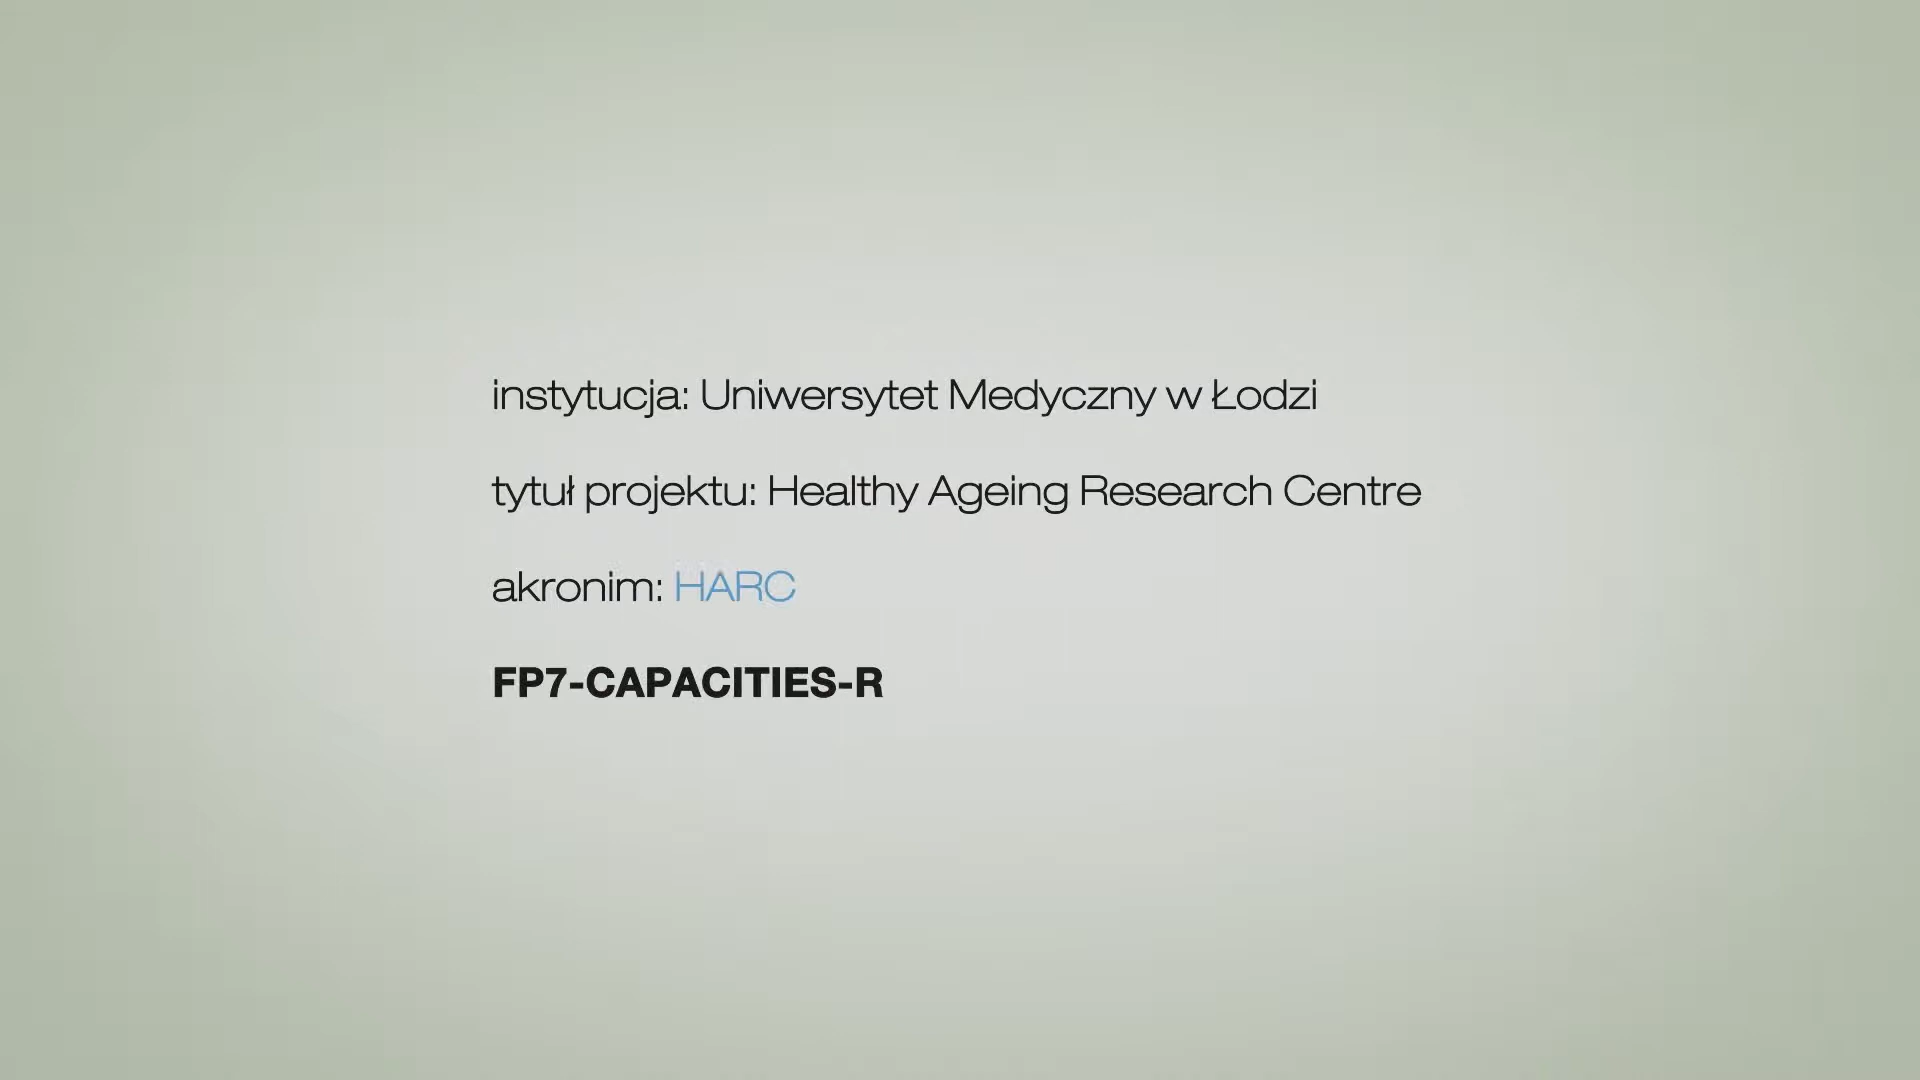 instytucja: Uniwersytet Medyczny w Łodzi
tytuł projektu: Healthy Ageing Research Centre
akronim: HARC
FP7-CAPACITIES-R